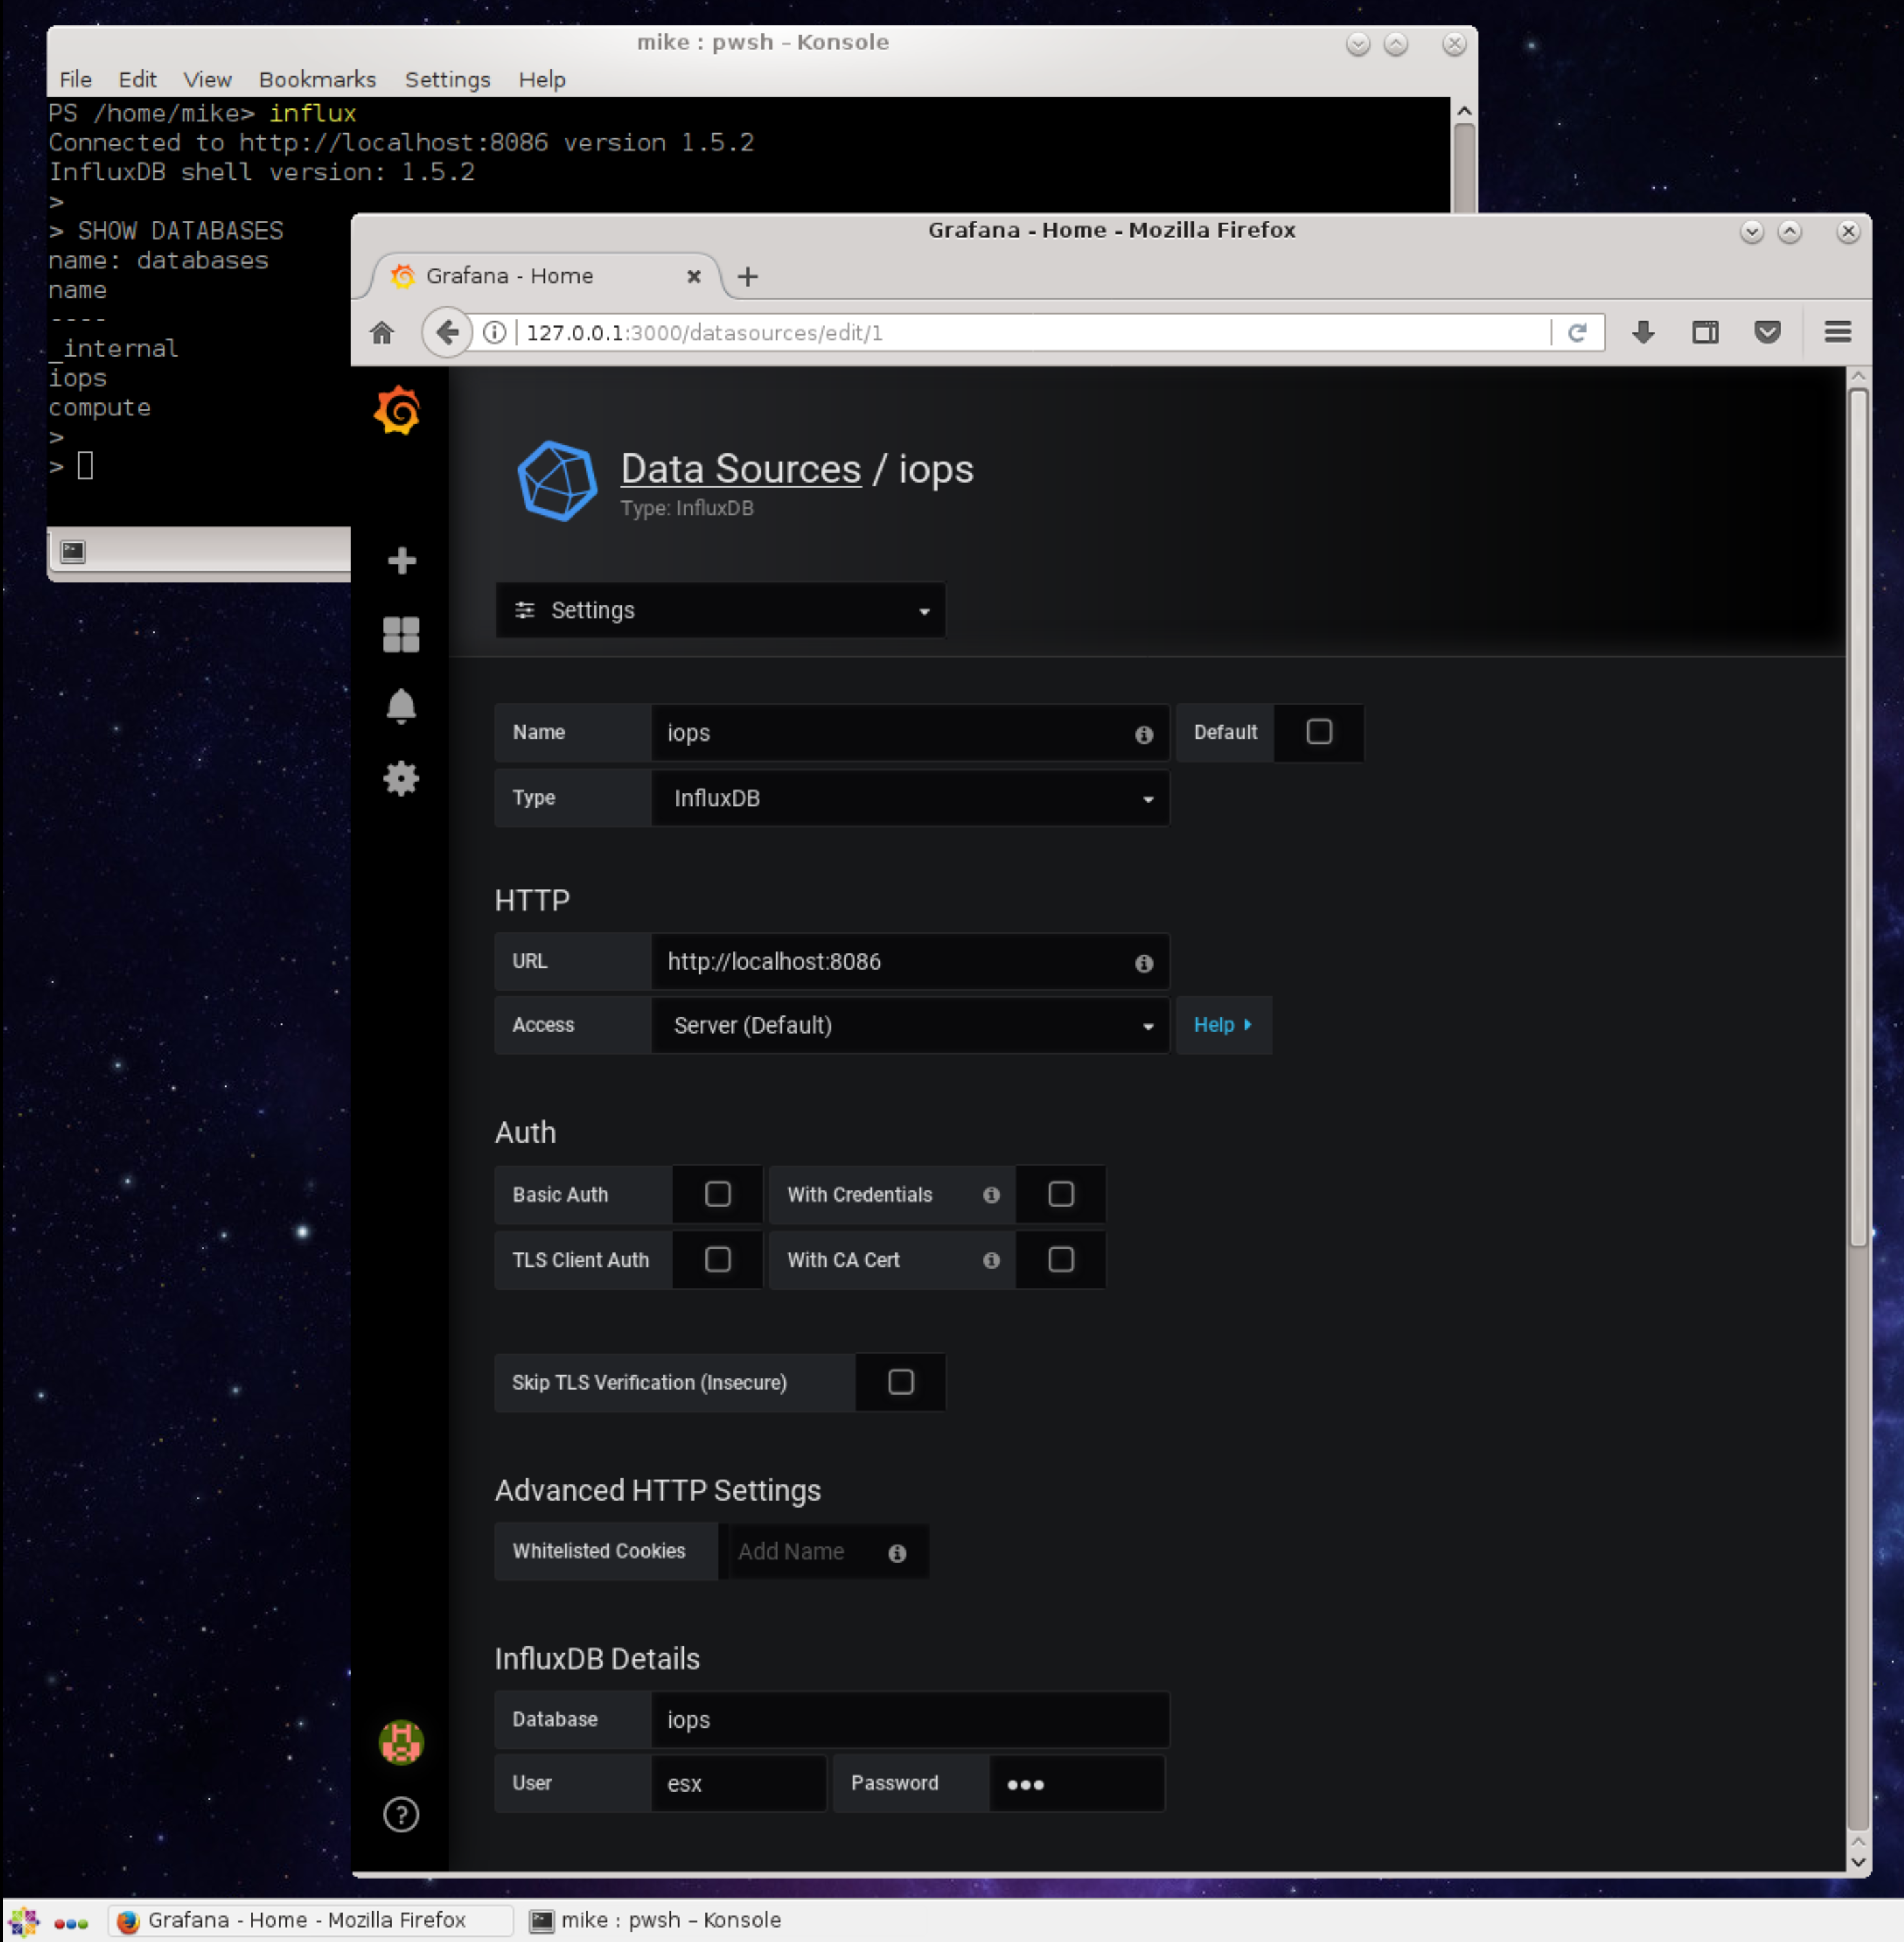 mike : pwsh – Konsole
File Edit View Bookmarks Settings Help
PS /home/mike> influx
Connected to http://localhost:8086 version 1.5.2
InfluxDB shell version: 1.5.2
>
> SHOW DATABASES
name: databases
name
----
_internal
iops
compute
>
>
Grafana - Home - Mozilla Firefox
Grafana - Home
127.0.0.1:3000/datasources/edit/1
Data Sources / iops
Type: InfluxDB
Settings
Name iops Default
Type InfluxDB
HTTP
URL http://localhost:8086
Access Server (Default) Help
Auth
Basic Auth With Credentials
TLS Client Auth With CA Cert
Skip TLS Verification (Insecure)
Advanced HTTP Settings
Whitelisted Cookies Add Name
InfluxDB Details
Database iops
User esx Password •••
Grafana - Home - Mozilla Firefox mike : pwsh – Konsole